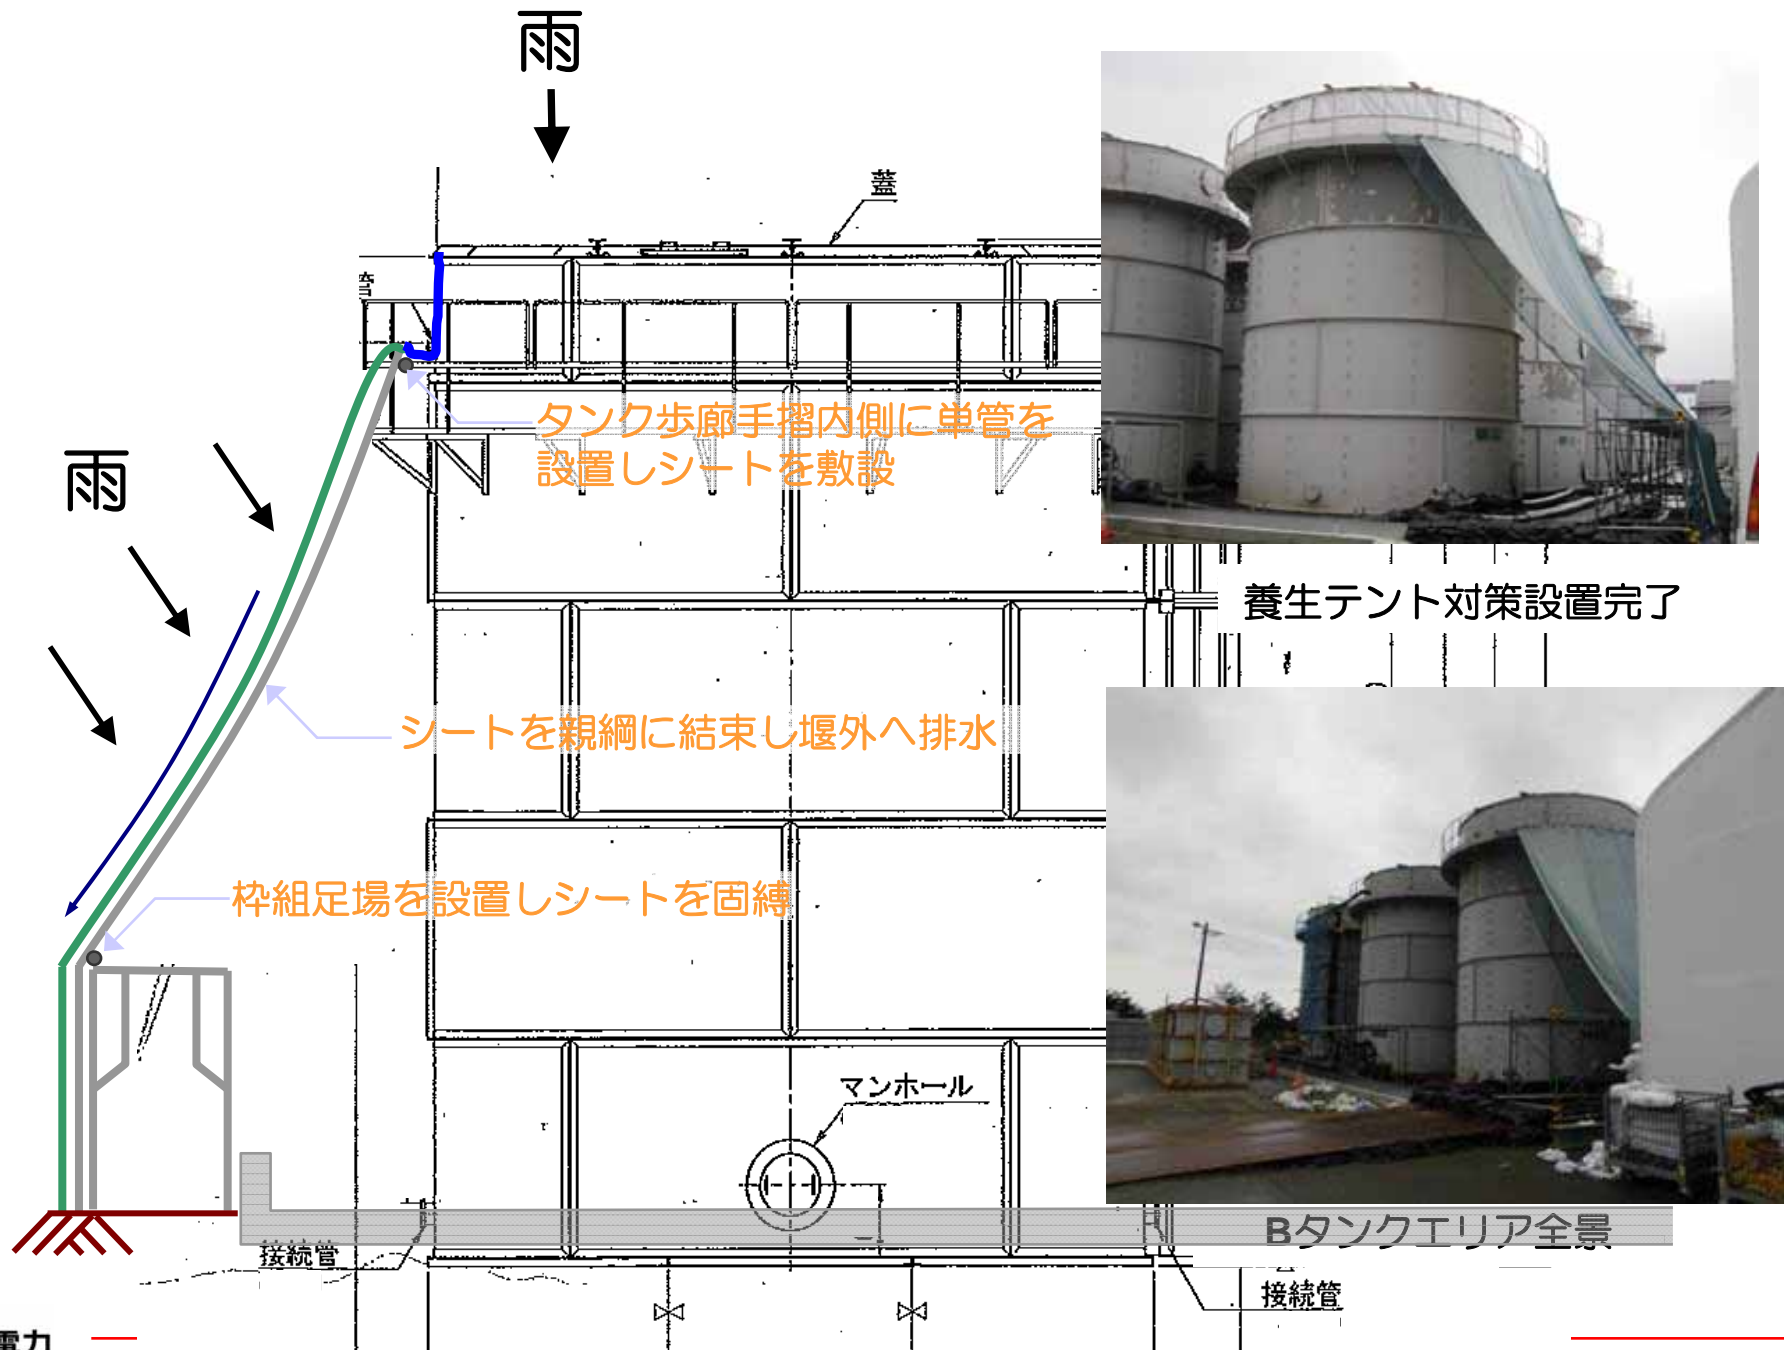 雨
蓋
管
タンク歩廊手摺内側に単管を
設置しシートを敷設
雨
養生テント対策設置完了
シートを親綱に結束し堰外へ排水
枠組足場を設置しシートを固縛
マンホール
Bタンクエリア全景
接続管
接続管
電力